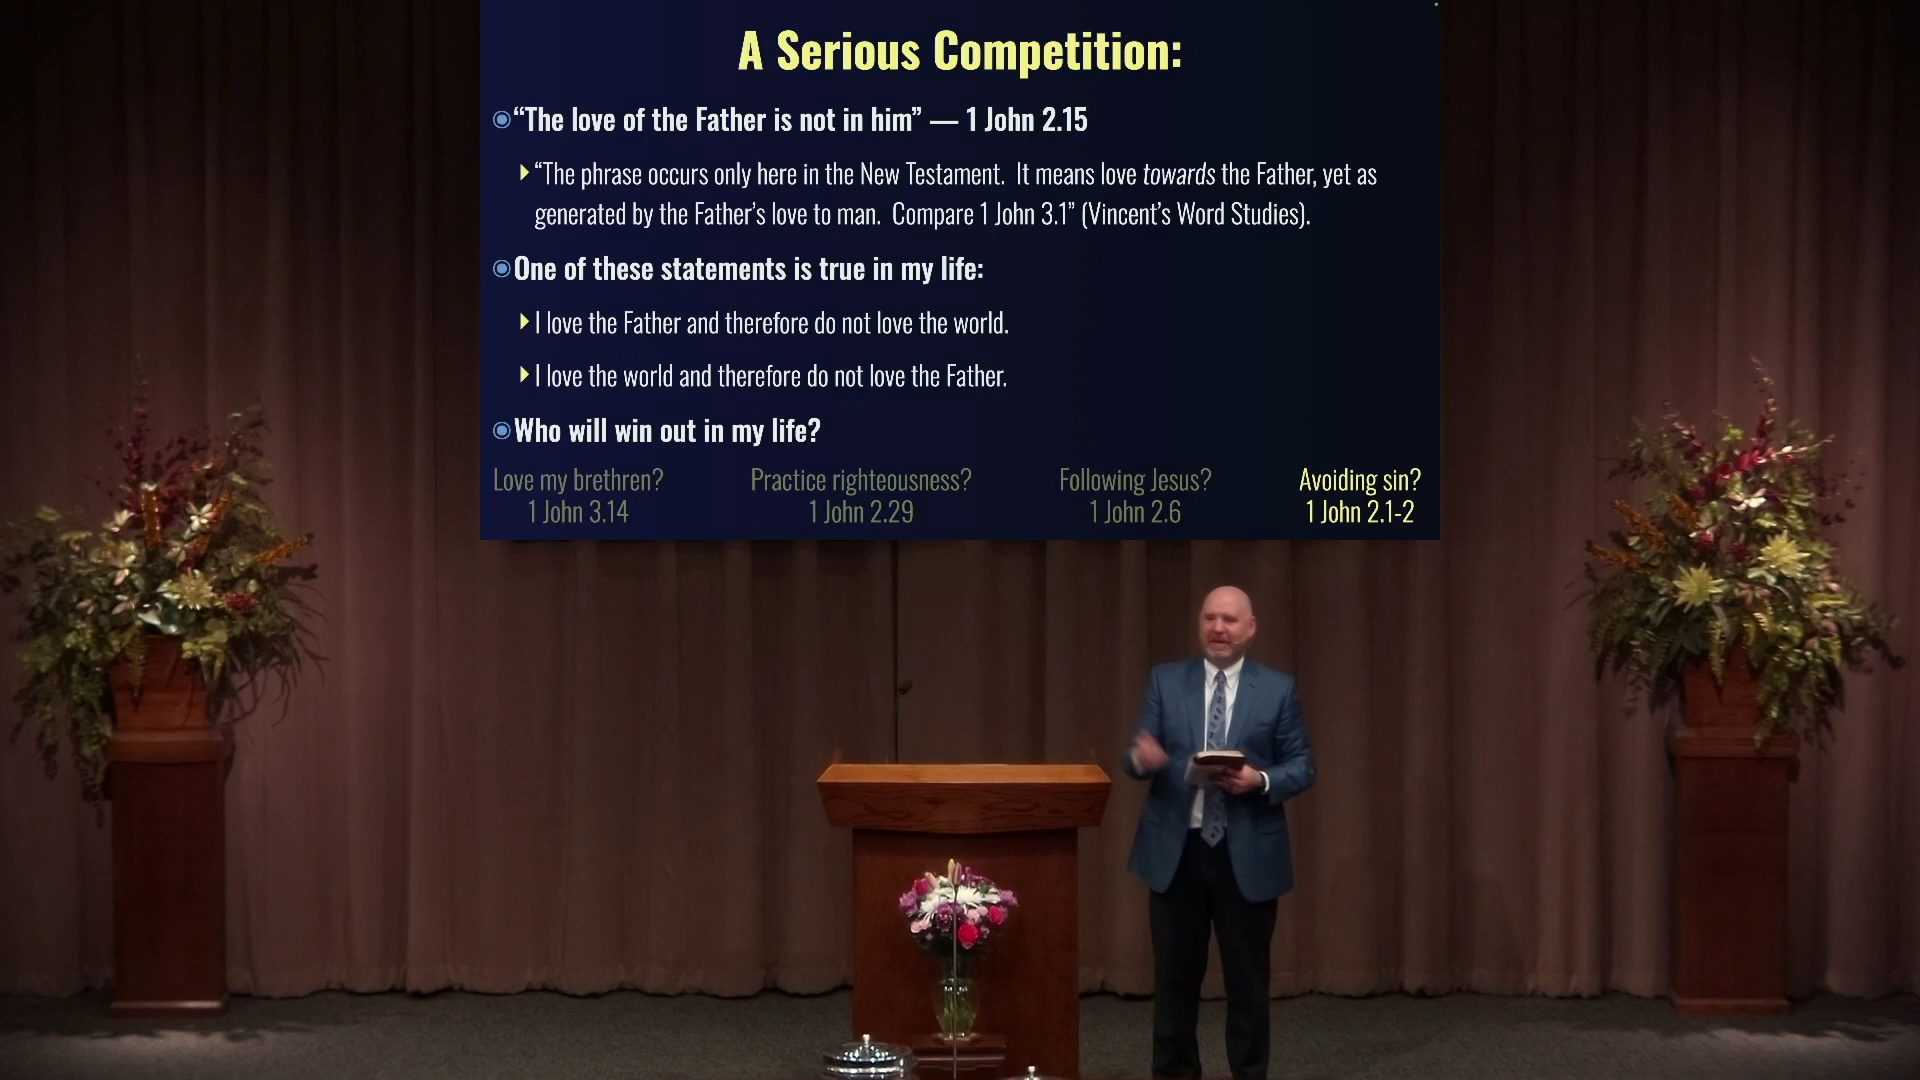 A Serious Competition:
“The love of the Father is not in him” — 1 John 2.15
“The phrase occurs only here in the New Testament. It means love towards the Father, yet as
generated by the Father’s love to man. Compare 1 John 3.1” (Vincent’s Word Studies).
One of these statements is true in my life:
I love the Father and therefore do not love the world.
I love the world and therefore do not love the Father.
Who will win out in my life?
Love my brethren? Practice righteousness? Following Jesus? Avoiding sin?
1 John 3.14 1 John 2.29 1 John 2.6 1 John 2.1-2